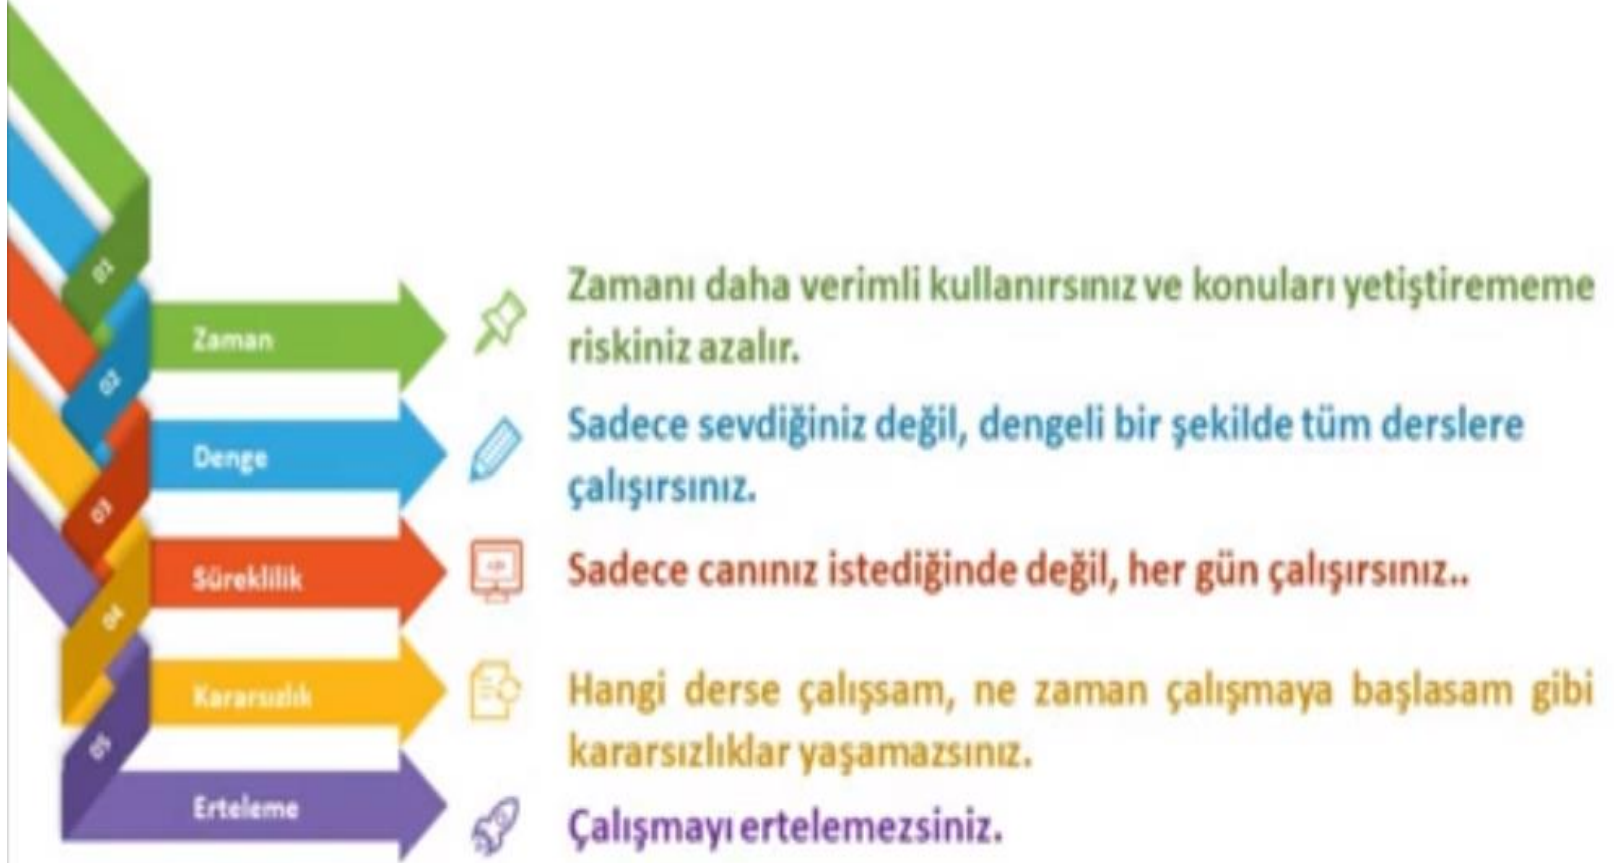 01
Zaman
Zamanı daha verimli kullanırsınız ve konuları yetiştirememe
riskiniz azalır.
02
Denge
Sadece sevdiğiniz değil, dengeli bir şekilde tüm derslere
çalışırsınız.
03
Süreklilik
Sadece canınız istediğinde değil, her gün çalışırsınız..
04
Kararsızlık
Hangi derse çalışsam, ne zaman çalışmaya başlasam gibi
kararsızlıklar yaşamazsınız.
05
Erteleme
Çalışmayı ertelemezsiniz.